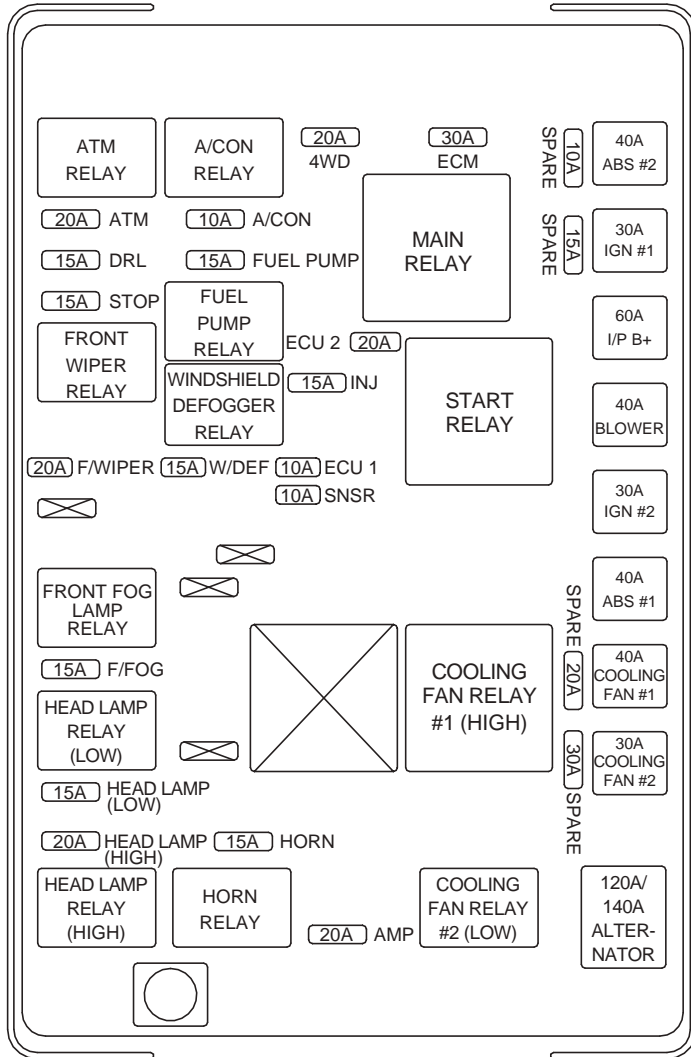 ATM
RELAY
A/CON
RELAY
20A
4WD
30A
ECM
SPARE
10A
40A
ABS #2
20A ATM
10A A/CON
MAIN
RELAY
SPARE
15A
30A
IGN #1
15A DRL
15A FUEL PUMP
15A STOP
FUEL
PUMP
RELAY
60A
I/P B+
FRONT
WIPER
RELAY
ECU 2 20A
WINDSHIELD
DEFOGGER
RELAY
15A INJ
START
RELAY
40A
BLOWER
20A F/WIPER 15A W/DEF 10A ECU 1
10A SNSR
30A
IGN #2
40A
ABS #1
FRONT FOG
LAMP
RELAY
SPARE
20A
15A F/FOG
COOLING
FAN RELAY
#1 (HIGH)
40A
COOLING
FAN #1
HEAD LAMP
RELAY
(LOW)
30A
SPARE
30A
COOLING
FAN #2
15A HEAD LAMP
(LOW)
20A HEAD LAMP
(HIGH)
15A HORN
HEAD LAMP
RELAY
(HIGH)
HORN
RELAY
20A AMP
COOLING
FAN RELAY
#2 (LOW)
120A/
140A
ALTER-
NATOR